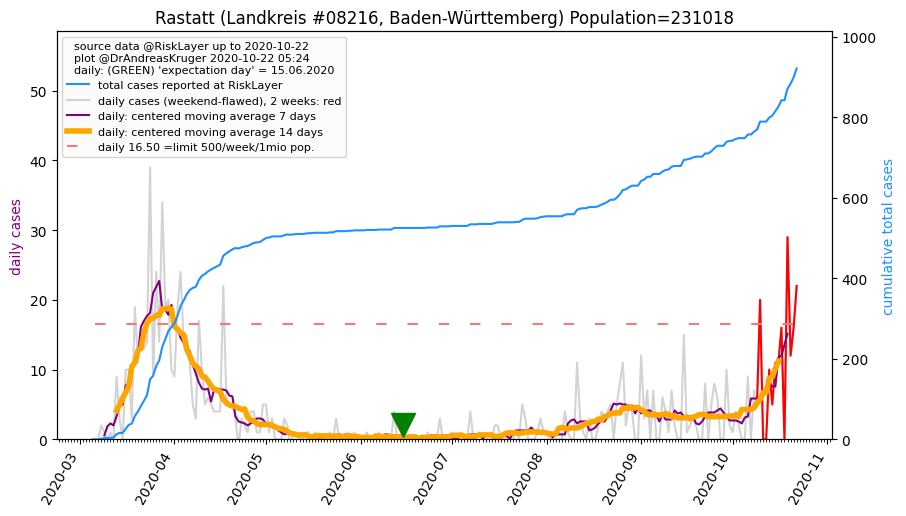 Rastatt (Landkreis #08216, Baden-Württemberg) Population=231018
source data @RiskLayer up to 2020-10-22
plot @DrAndreasKruger 2020-10-22 05:24
daily: (GREEN) 'expectation day' = 15.06.2020
total cases reported at RiskLayer
daily cases (weekend-flawed), 2 weeks: red
daily: centered moving average 7 days
daily: centered moving average 14 days
daily 16.50 =limit 500/week/1mio pop.
daily cases
50
40
30
20
10
0
1000
800
600
400
200
0
cumulative total cases
2020-03
2020-04
2020-05
2020-06
2020-07
2020-08
2020-09
2020-10
2020-11